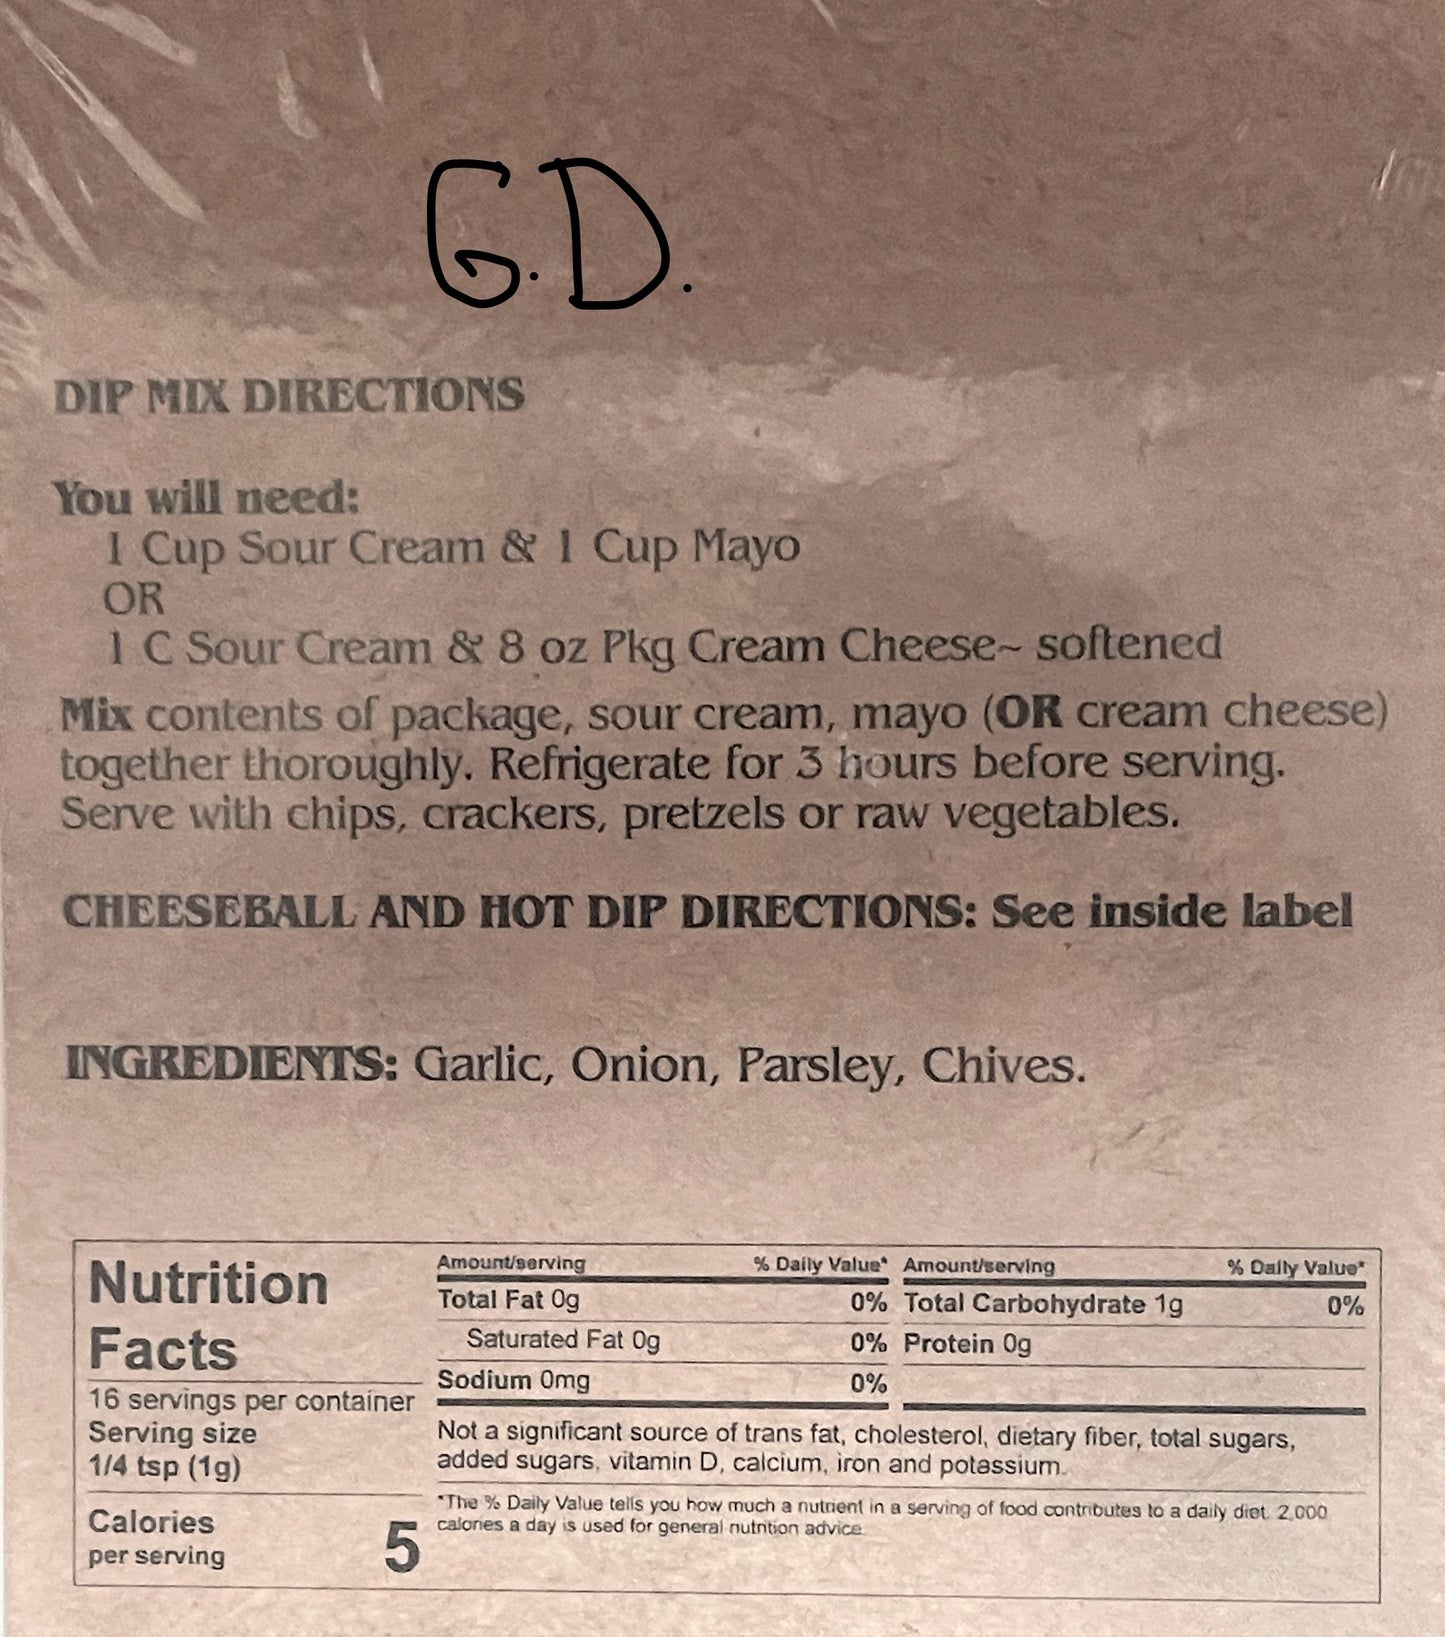 G.D.
DIP MIX DIRECTIONS
You will need:
1 Cup Sour Cream & 1 Cup Mayo
OR
1 C Sour Cream & 8 oz Pkg Cream Cheese~ softened
Mix contents of package, sour cream, mayo (OR cream cheese)
together thoroughly. Refrigerate for 3 hours before serving.
Serve with chips, crackers, pretzels or raw vegetables.
CHEESEBALL AND HOT DIP DIRECTIONS: See inside label
INGREDIENTS: Garlic, Onion, Parsley, Chives.
Nutrition
Facts
16 servings per container
Serving size
1/4 tsp (1g)
Calories
per serving 5
Amount/serving % Daily Value*
Total Fat 0g 0%
Saturated Fat 0g 0%
Sodium 0mg 0%
Amount/serving % Daily Value*
Total Carbohydrate 1g 0%
Protein 0g
Not a significant source of trans fat, cholesterol, dietary fiber, total sugars,
added sugars, vitamin D, calcium, iron and potassium.
*The % Daily Value tells you how much a nutrient in a serving of food contributes to a daily diet. 2,000
calories a day is used for general nutrition advice.